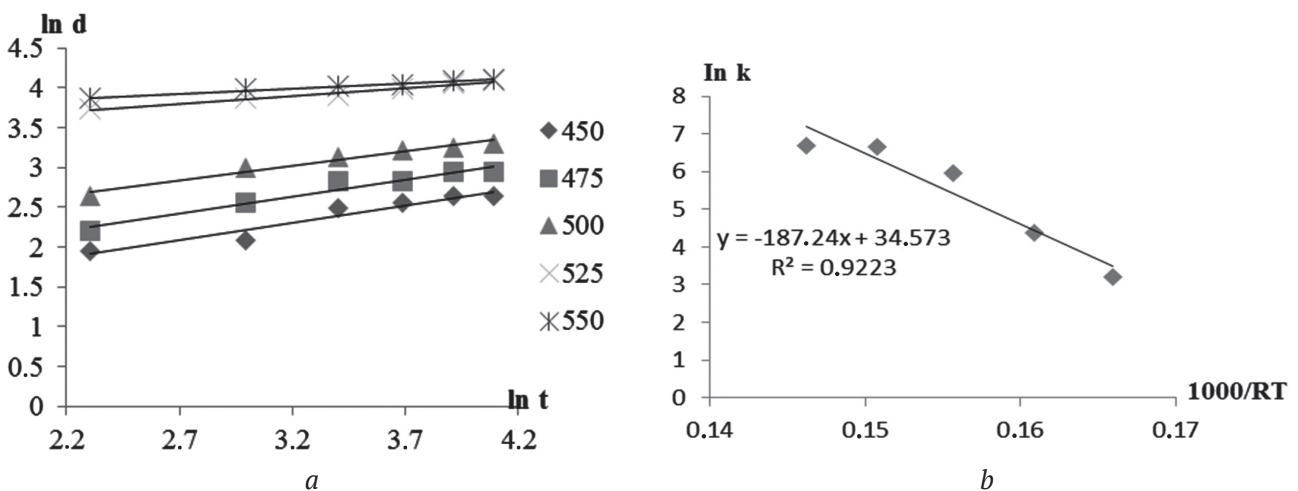 ln d
4.5
4
3.5
3
2.5
2
1.5
1
0.5
0
ln t
2.2 2.7 3.2 3.7 4.2
450
475
500
525
550
a
In k
8
7
6
5
4
3
2
1
0
y = -187.24x + 34.573
R² = 0.9223
1000/RT
0.14 0.15 0.16 0.17
b